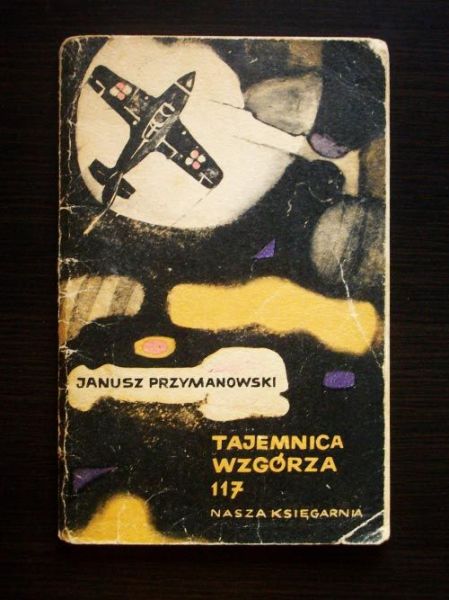 JANUSZ PRZYMANOWSKI
TAJEMNICA
WZGÓRZA
117
NASZA KSIĘGARNIA